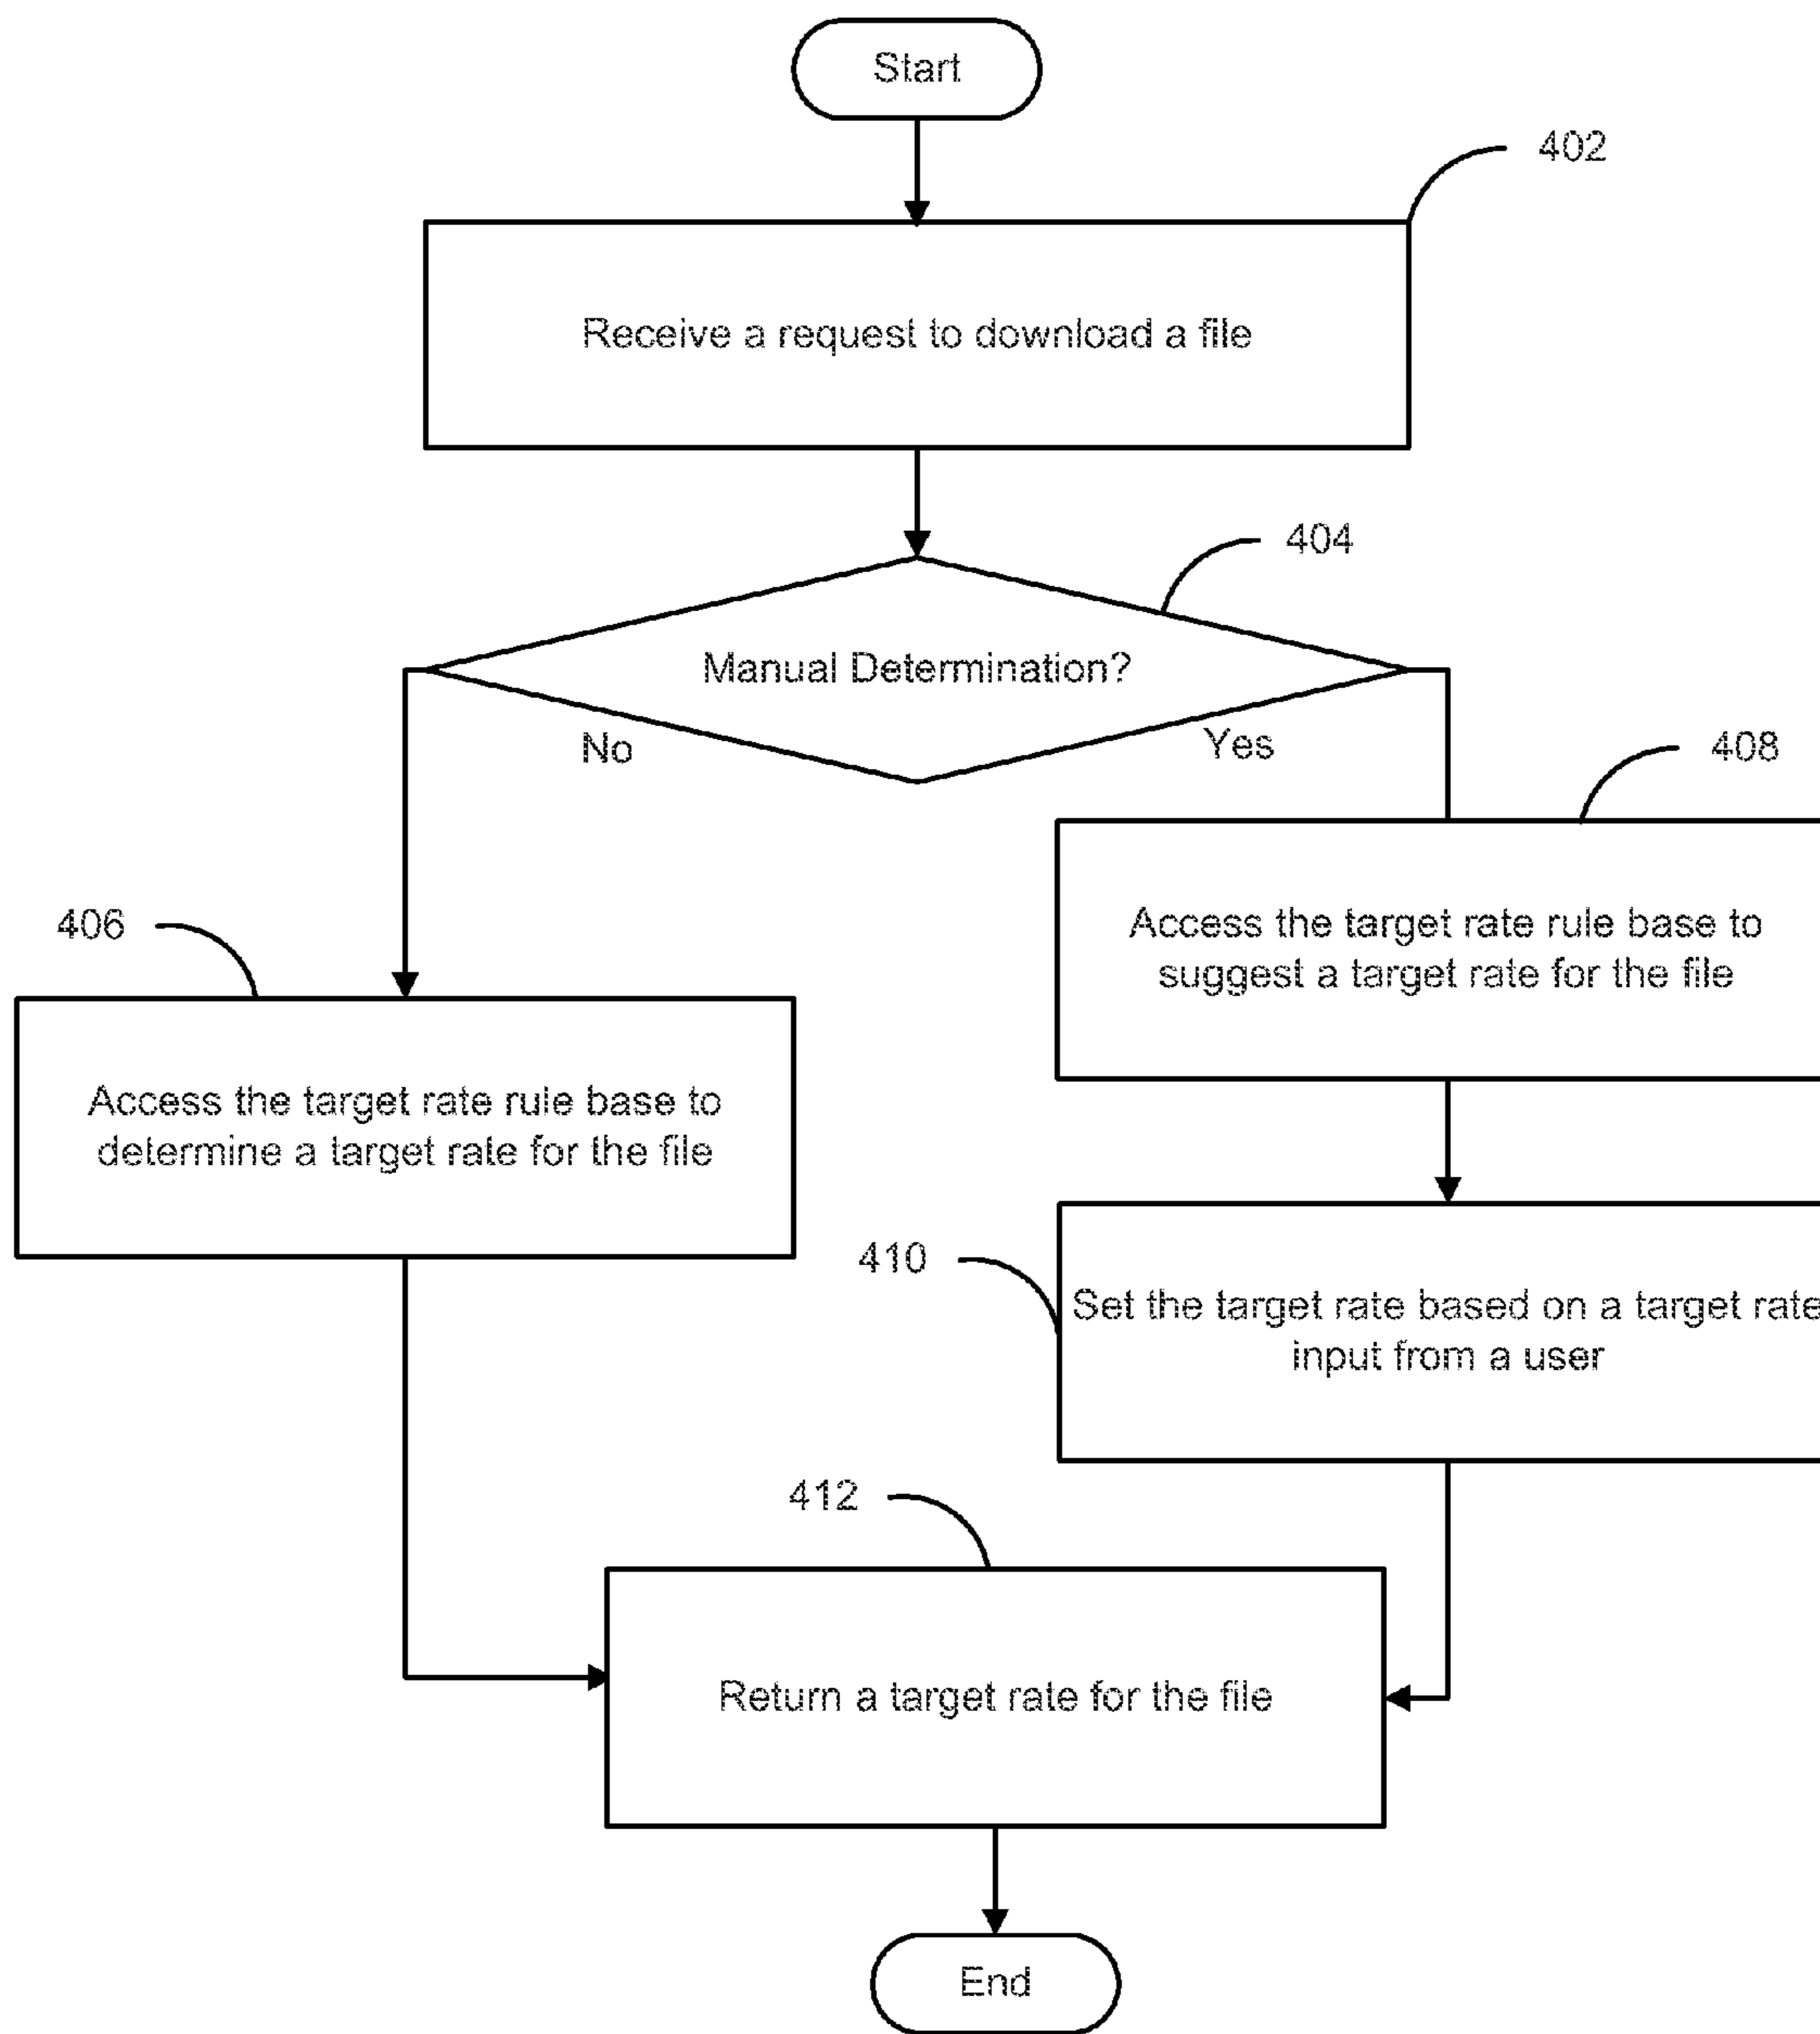 Start
402
Receive a request to download a file
404
Manual Determination?
No
Yes
408
406
Access the target rate rule base to
suggest a target rate for the file
Access the target rate rule base to
determine a target rate for the file
410
Set the target rate based on a target rate
input from a user
412
Return a target rate for the file
End